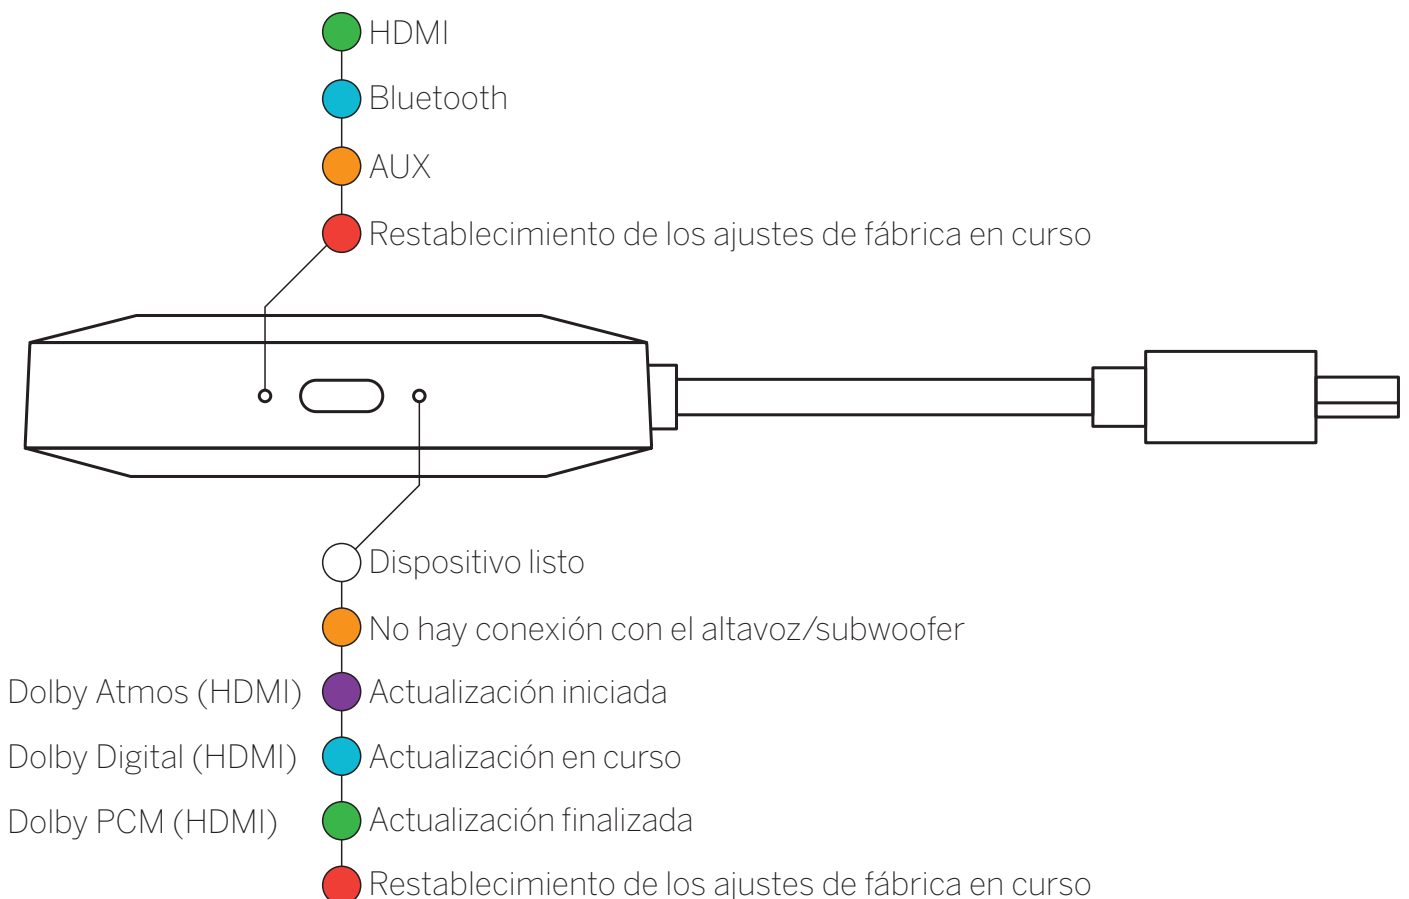 HDMI
Bluetooth
AUX
Restablecimiento de los ajustes de fábrica en curso
Dispositivo listo
No hay conexión con el altavoz/subwoofer
Dolby Atmos (HDMI) Actualización iniciada
Dolby Digital (HDMI) Actualización en curso
Dolby PCM (HDMI) Actualización finalizada
Restablecimiento de los ajustes de fábrica en curso